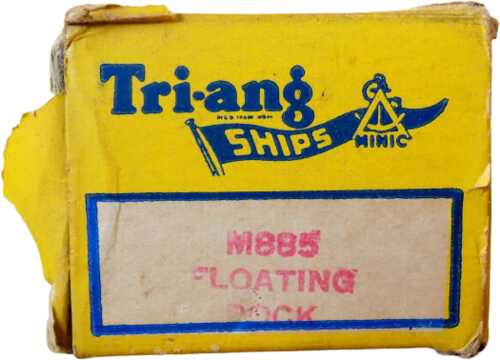 Tri-ang
SHIPS
MINIC
M885
FLOATING
DOCK